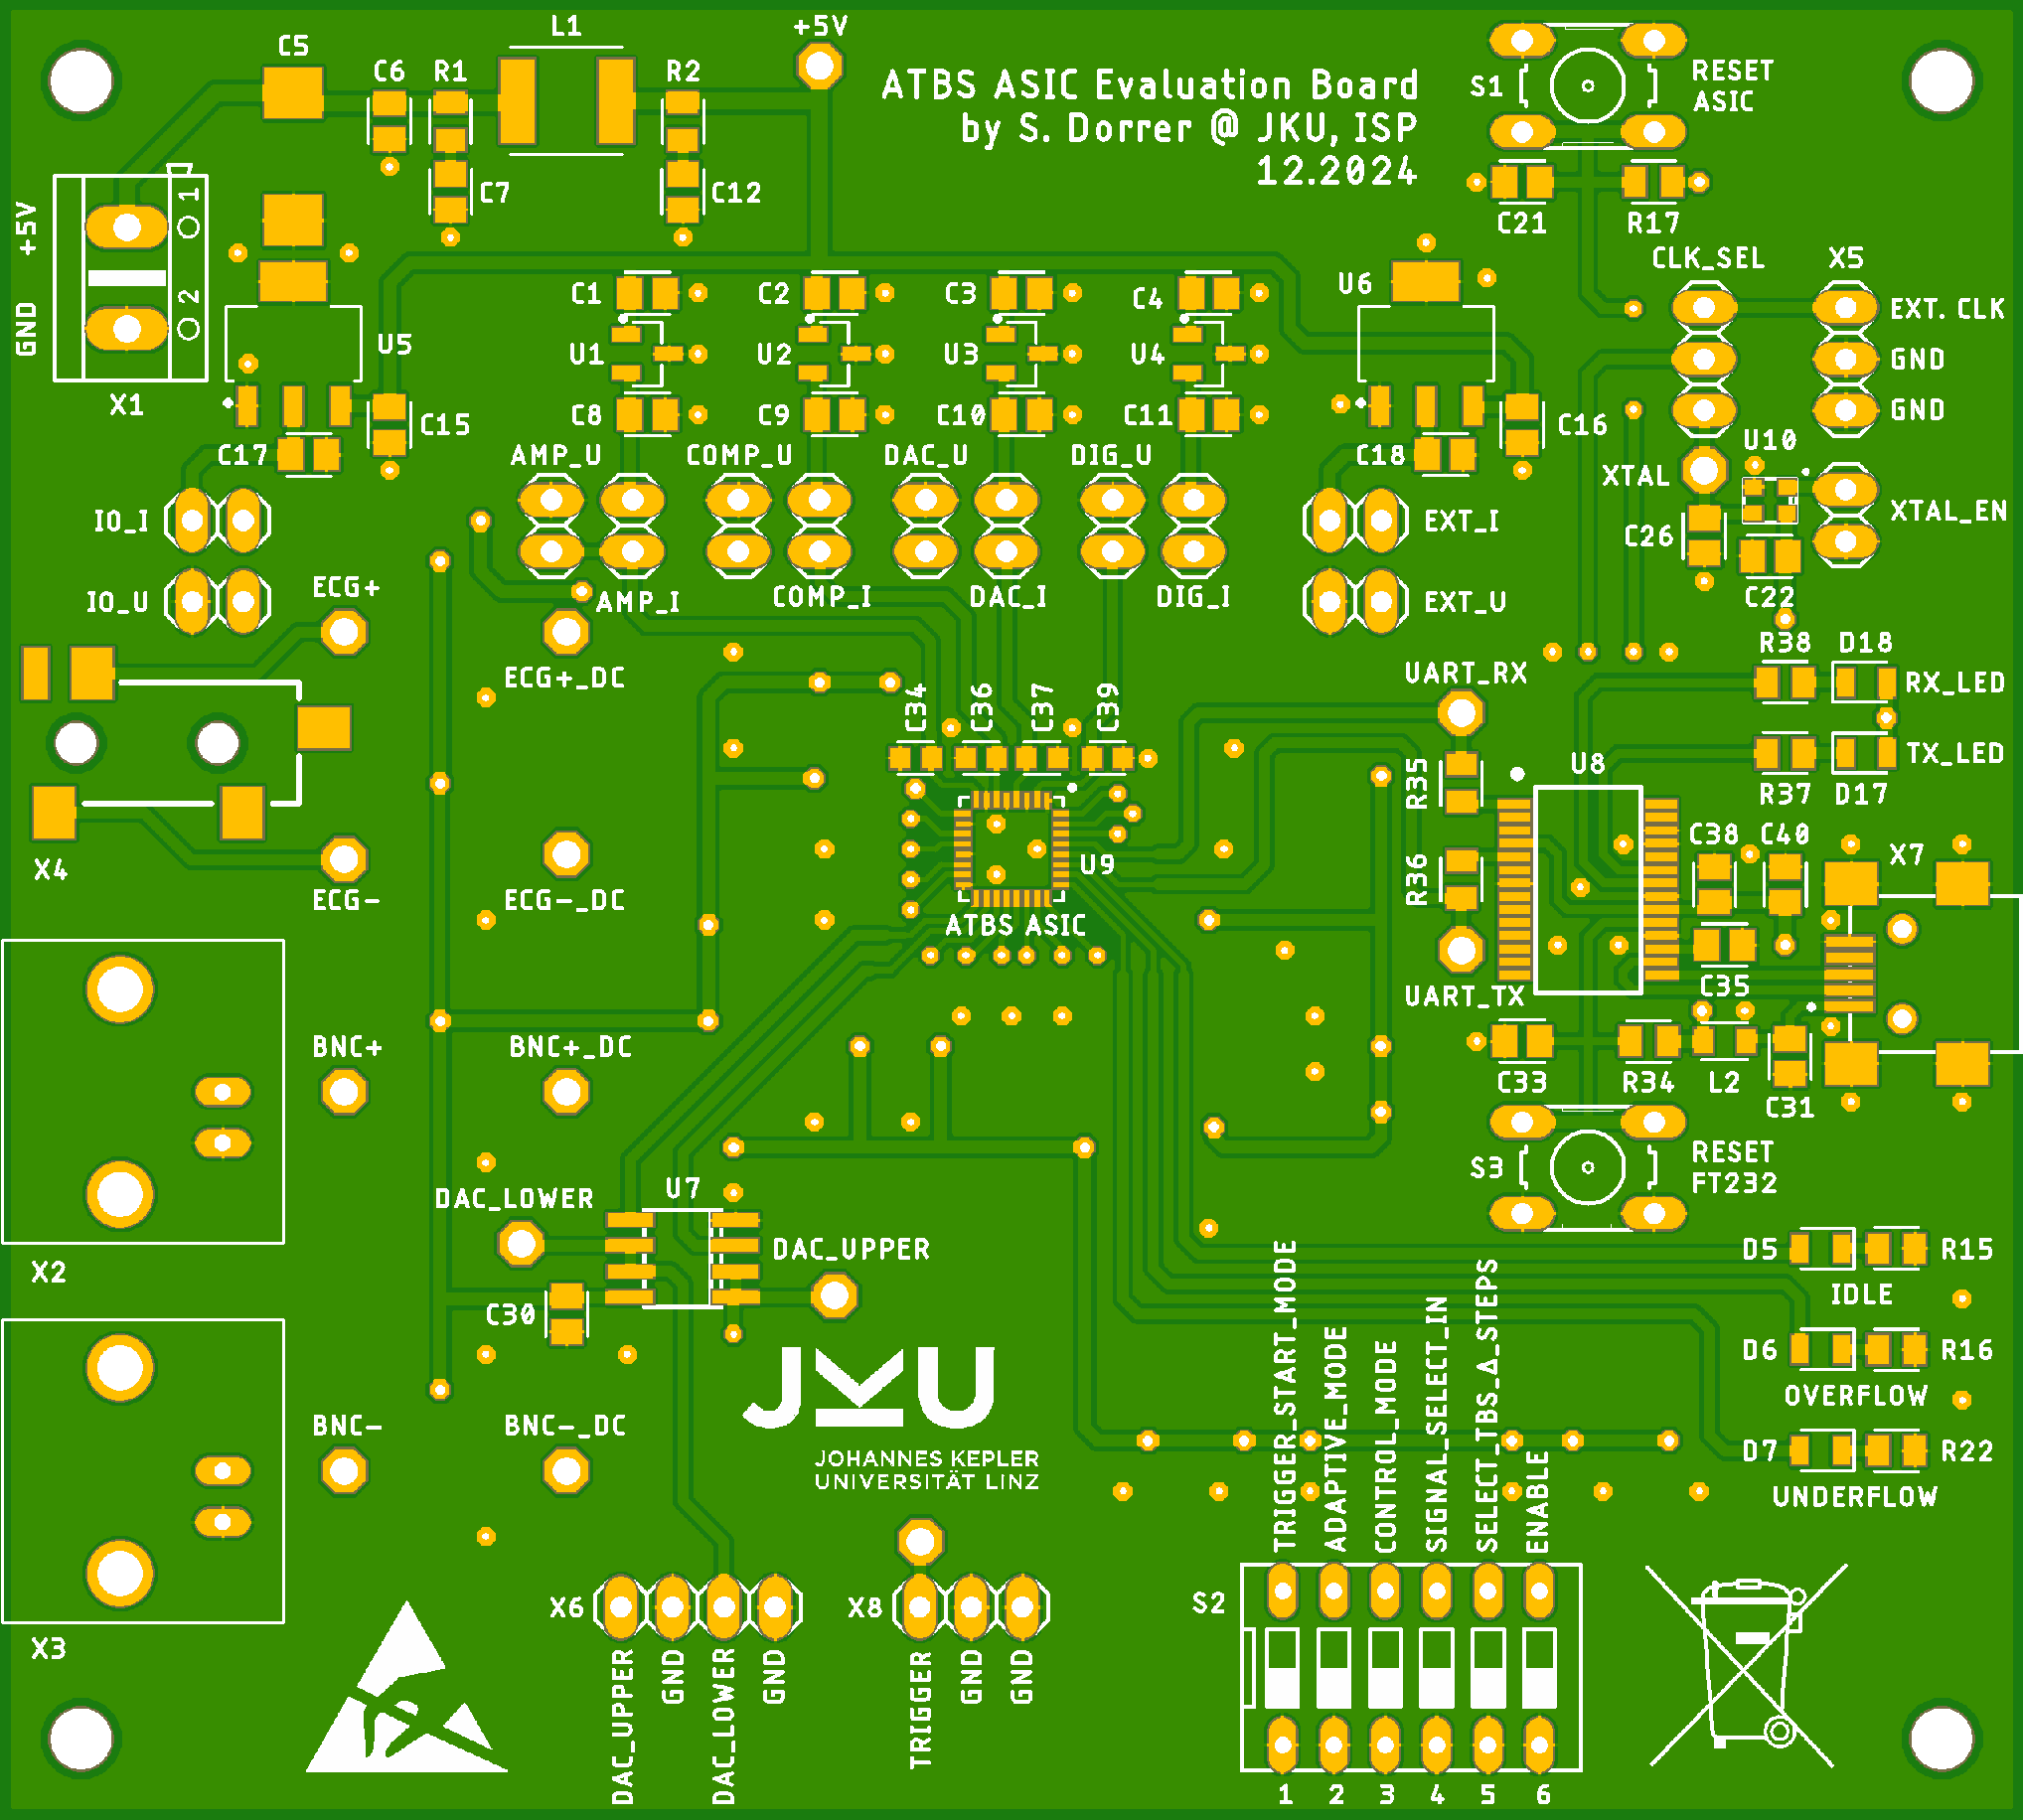 L1
+5V
C5
C6
R1
R2
ATBS ASIC Evaluation Board
by S. Dorrer @ JKU, ISP
12.2024
S1
RESET
ASIC
C7
C12
C21
R17
+5V
GND
1
2
X1
U5
C15
C17
C1
C2
C3
C4
U1
U2
U3
U4
C8
C9
C10
C11
U6
C16
C18
CLK_SEL
X5
EXT. CLK
GND
GND
U10
XTAL
XTAL_EN
C26
C22
AMP_U
COMP_U
DAC_U
DIG_U
IO_I
IO_U
EXT_I
EXT_U
AMP_I
COMP_I
DAC_I
DIG_I
ECG+
ECG+_DC
R38
D18
RX_LED
UART_RX
C34
C36
C37
C39
R35
U8
TX_LED
R37
D17
X4
U9
R36
C38
C40
X7
ECG-
ECG-_DC
ATBS ASIC
UART_TX
C35
BNC+
BNC+_DC
C33
R34
L2
C31
S3
RESET
FT232
DAC_LOWER
U7
DAC_UPPER
X2
C30
D5
R15
IDLE
D6
R16
OVERFLOW
D7
R22
UNDERFLOW
TRIGGER_START_MODE
ADAPTIVE_MODE
CONTROL_MODE
SIGNAL_SELECT_IN
SELECT_TBS_Δ_STEPS
ENABLE
BNC-
BNC-_DC
JKU
JOHANNES KEPLER
UNIVERSITÄT LINZ
X3
X6
X8
S2
DAC_UPPER
GND
DAC_LOWER
GND
TRIGGER
GND
GND
1 2 3 4 5 6